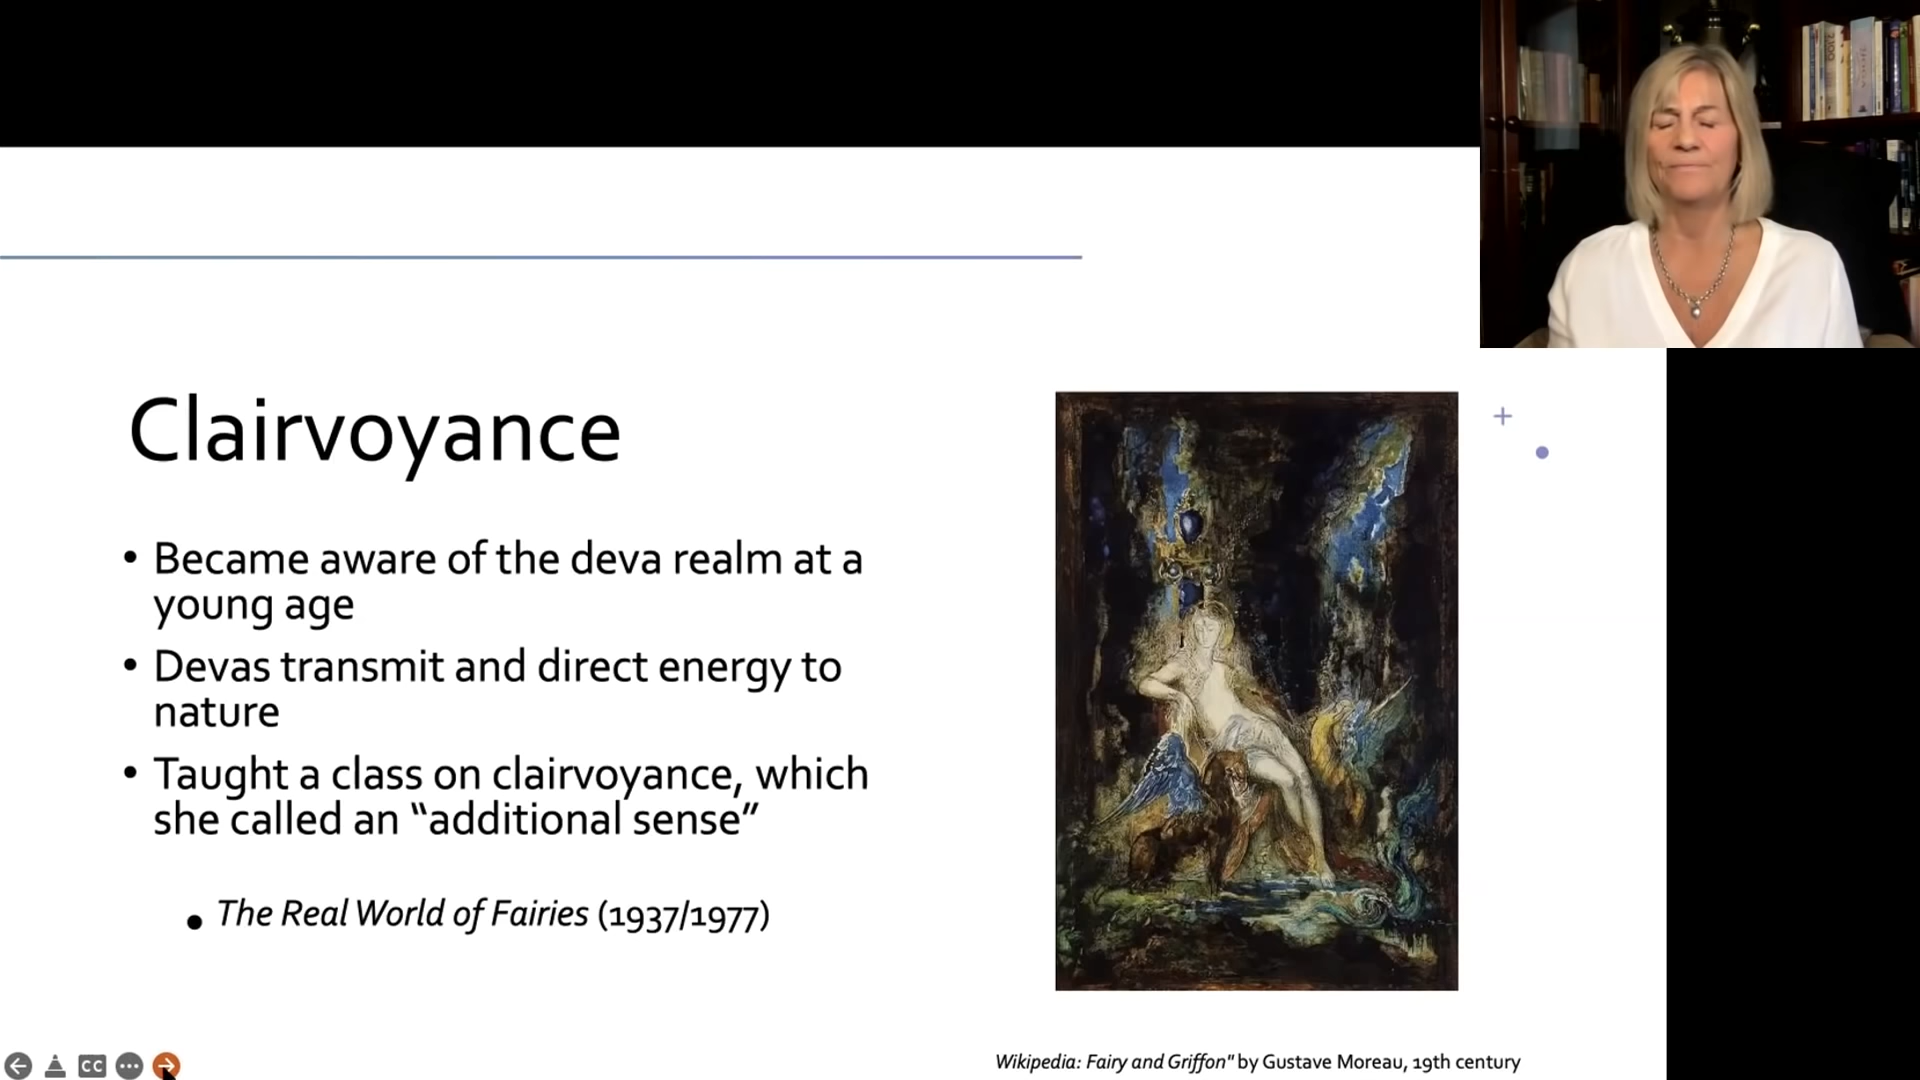 Clairvoyance
• Became aware of the deva realm at a
young age
• Devas transmit and direct energy to
nature
• Taught a class on clairvoyance, which
she called an “additional sense”
• The Real World of Fairies (1937/1977)
Wikipedia: Fairy and Griffon" by Gustave Moreau, 19th century
CC